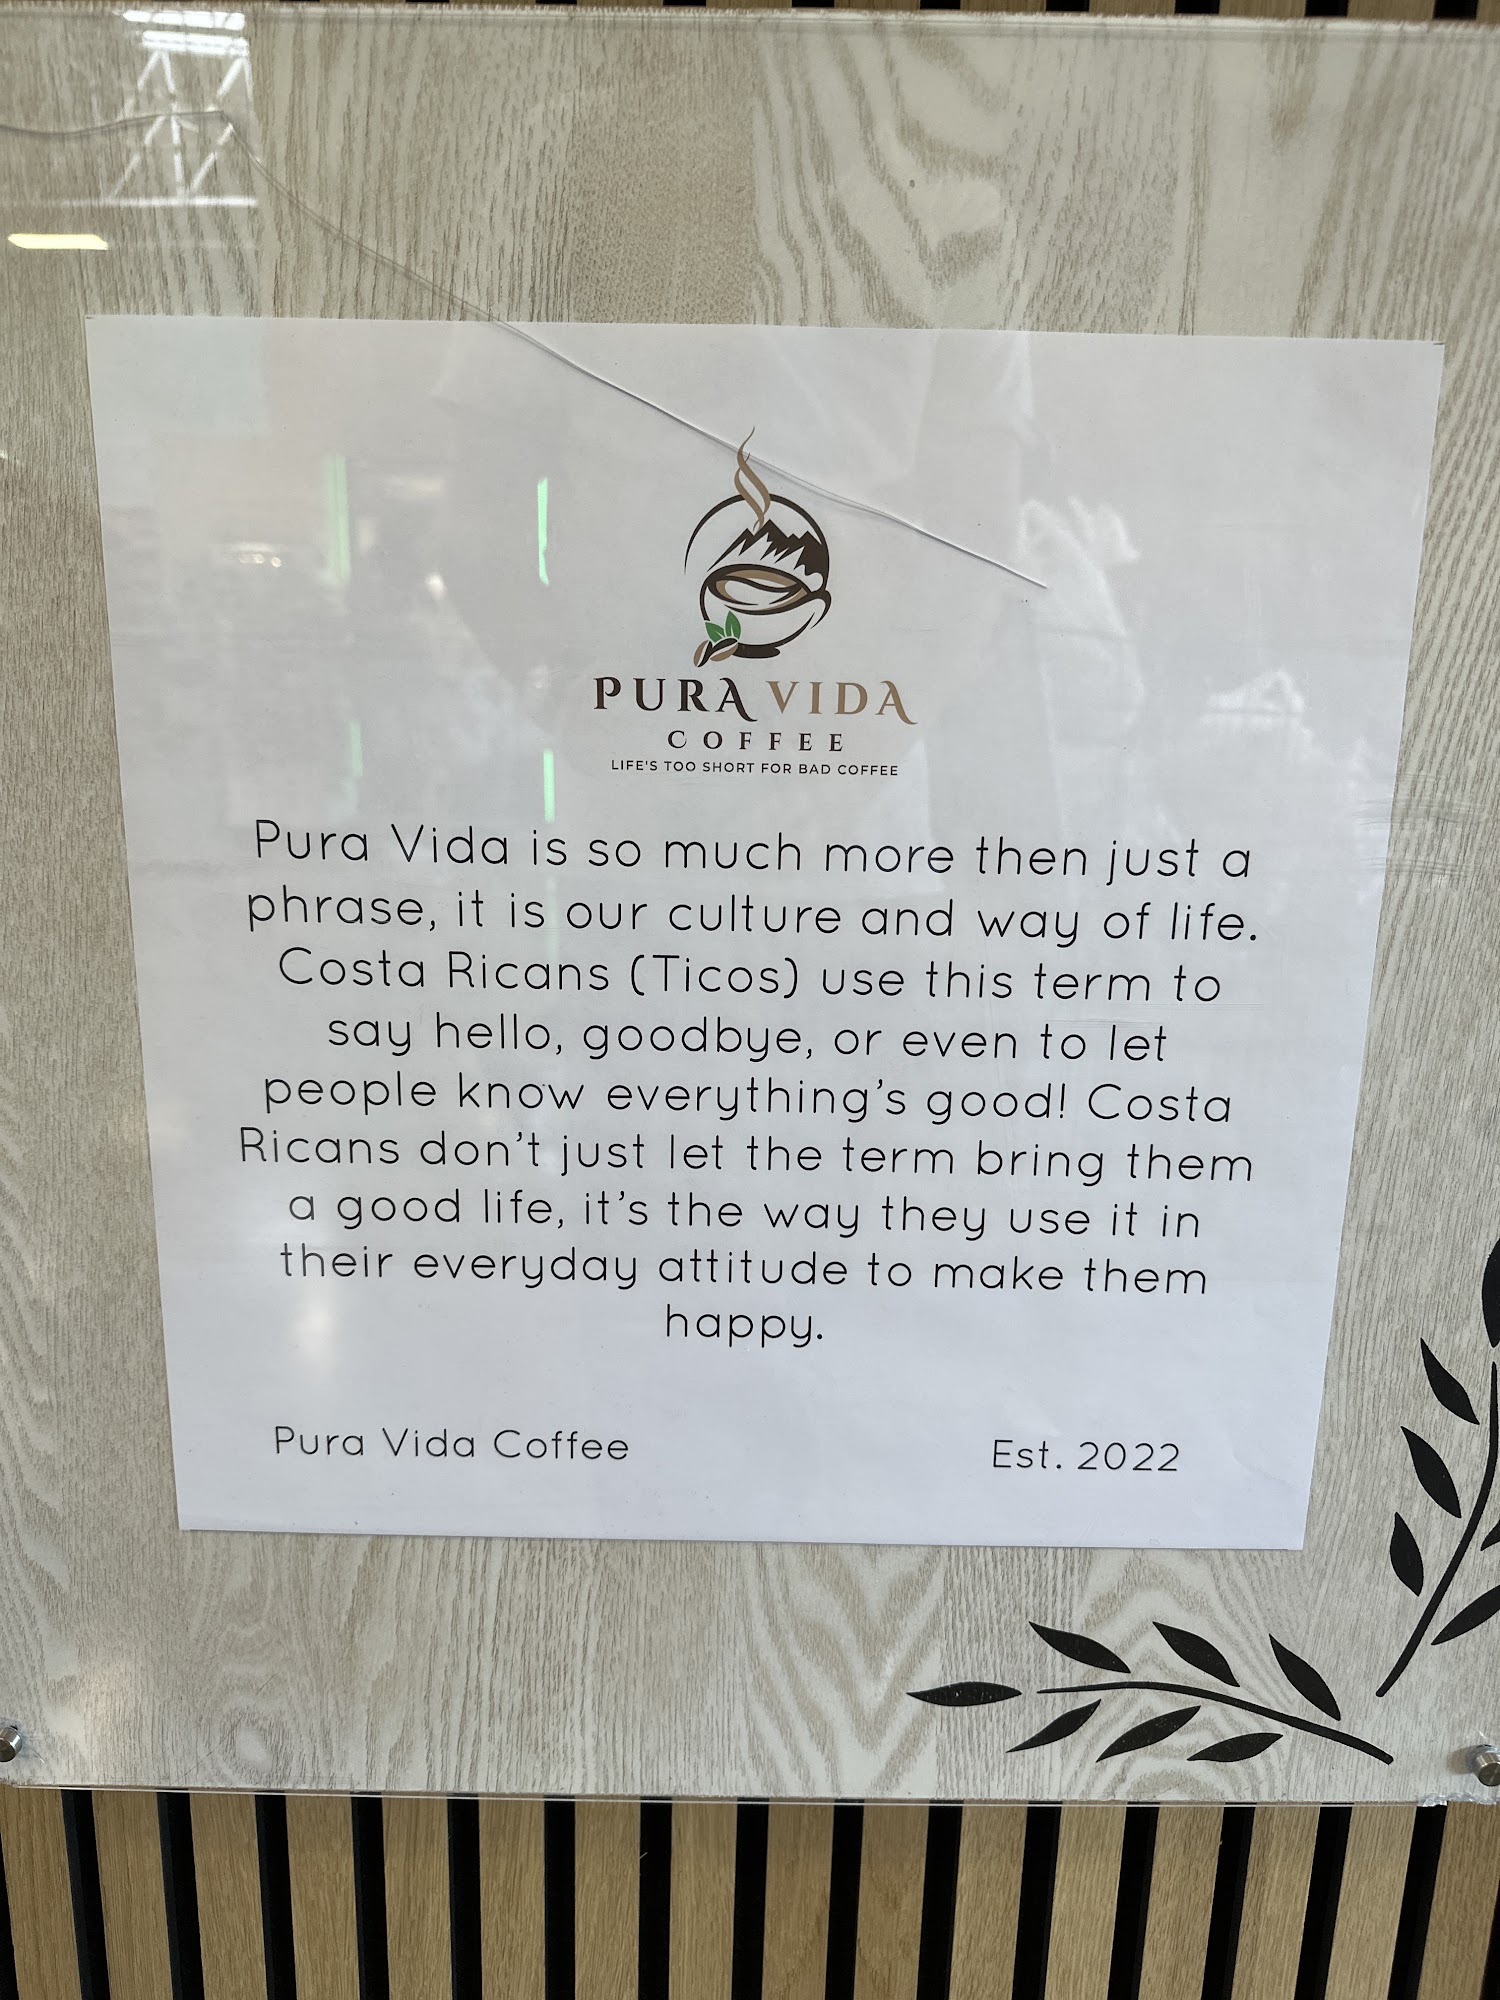 PURA VIDA
COFFEE
LIFE'S TOO SHORT FOR BAD COFFEE
Pura Vida is so much more then just a
phrase, it is our culture and way of life.
Costa Ricans (Ticos) use this term to
say hello, goodbye, or even to let
people know everything's good! Costa
Ricans don't just let the term bring them
a good life, it's the way they use it in
their everyday attitude to make them
happy.
Pura Vida Coffee Est. 2022